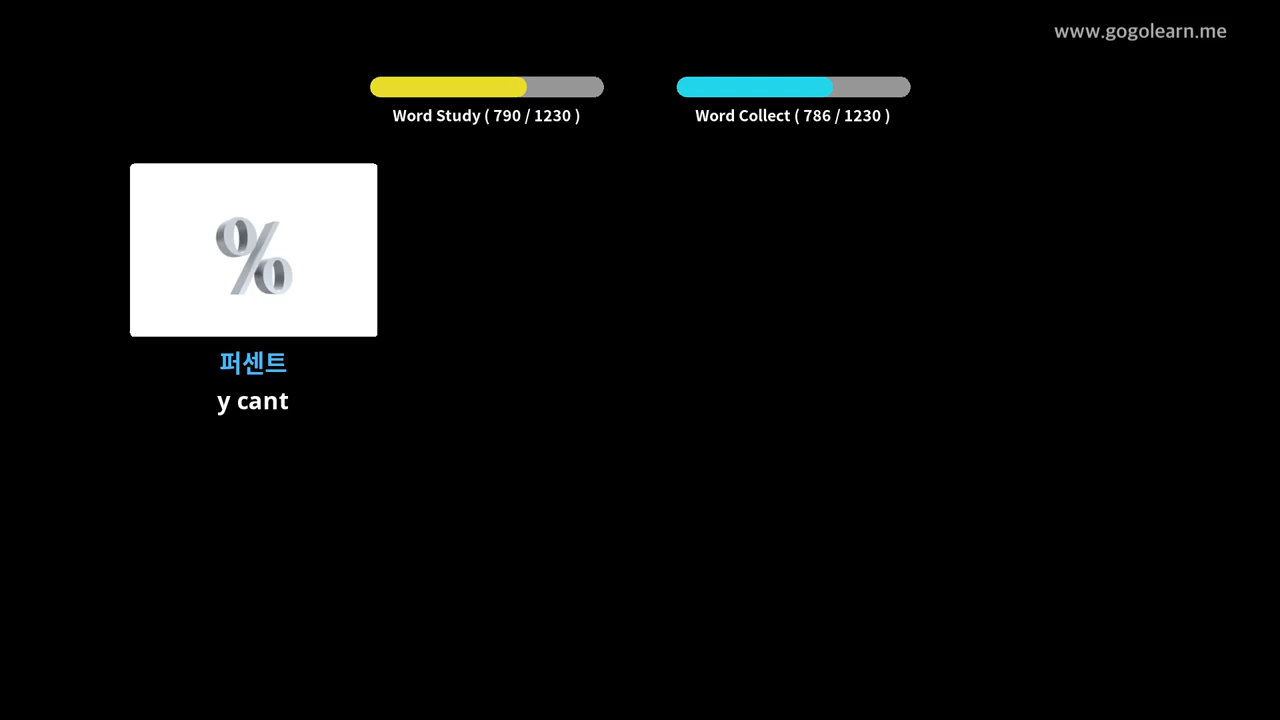 www.gogolearn.me
Word Study ( 790 / 1230 )
Word Collect ( 786 / 1230 )
%
퍼센트
y cant